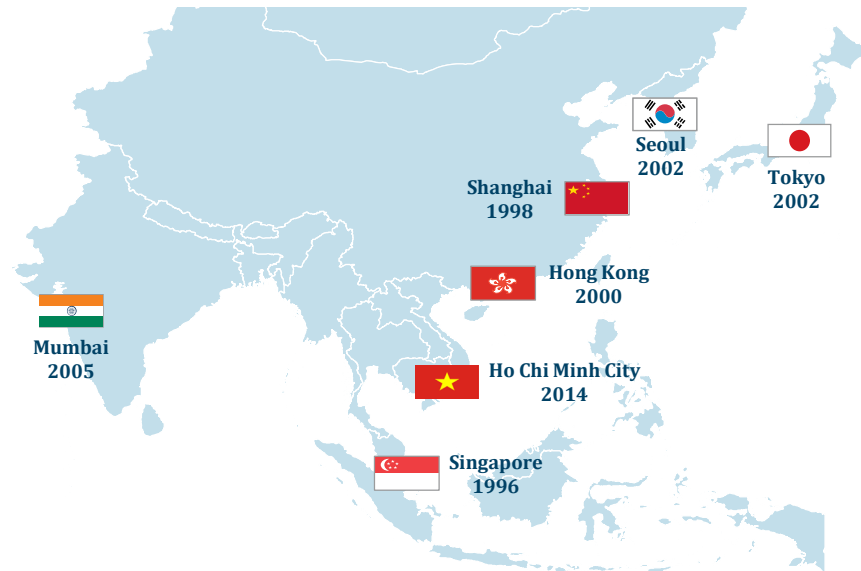 Seoul
2002
Tokyo
2002
Shanghai
1998
Hong Kong
2000
Mumbai
2005
Ho Chi Minh City
2014
Singapore
1996